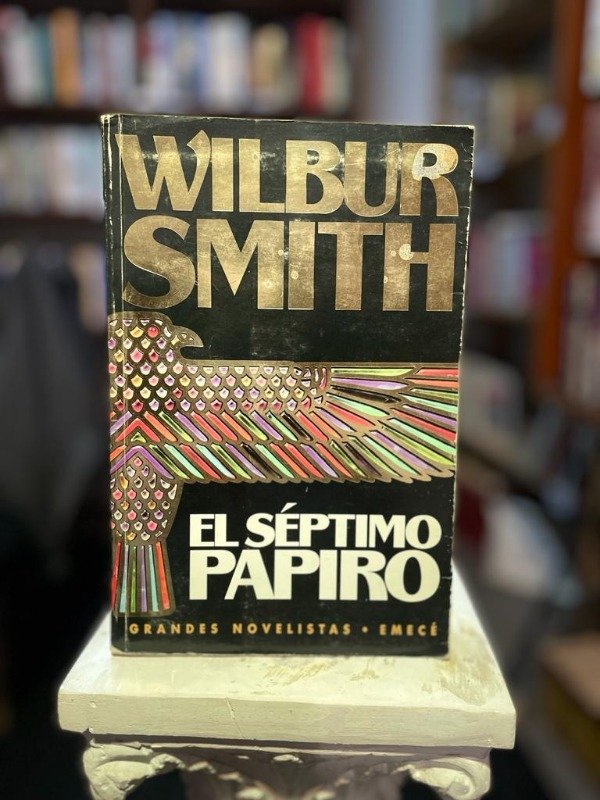 WILBUR
SMITH
EL SÉPTIMO
PAPIRO
GRANDES NOVELISTAS • EMECÉ